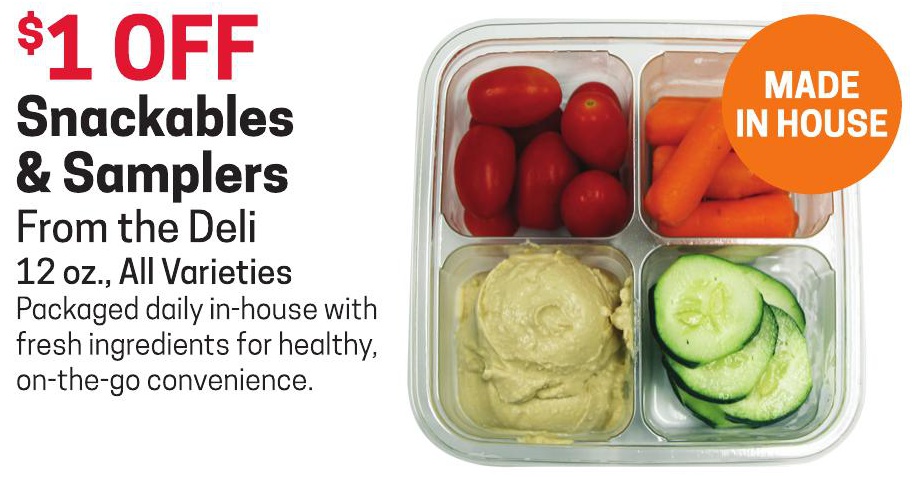 $1 OFF
Snackables
& Samplers
From the Deli
12 oz., All Varieties
Packaged daily in-house with
fresh ingredients for healthy,
on-the-go convenience.
MADE
IN HOUSE